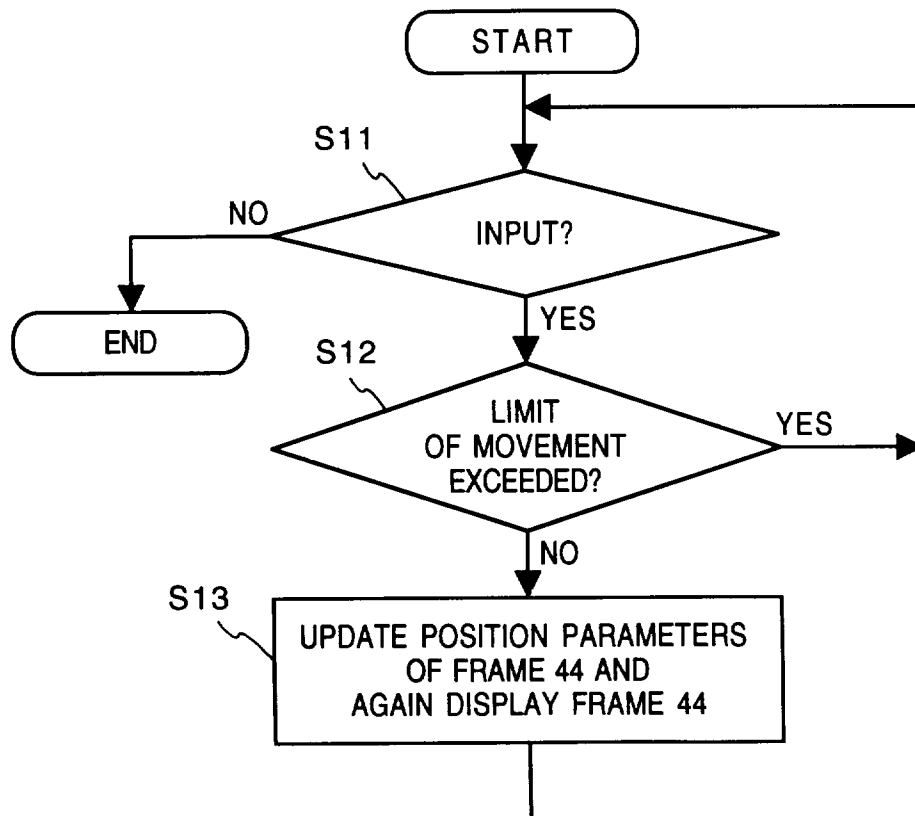 START
S11
NO
INPUT?
END
YES
S12
LIMIT
OF MOVEMENT
EXCEEDED?
YES
NO
S13
UPDATE POSITION PARAMETERS
OF FRAME 44 AND
AGAIN DISPLAY FRAME 44